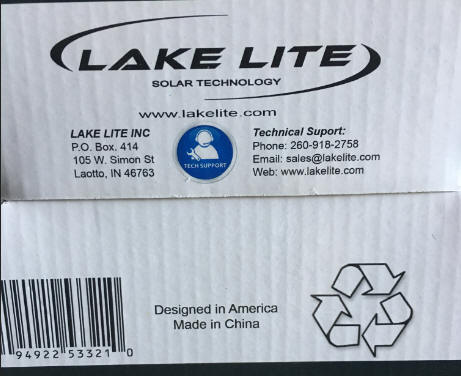 LAKE LITE
SOLAR TECHNOLOGY
www.lakelite.com
LAKE LITE INC
P.O. Box. 414
105 W. Simon St
Laotto, IN 46763
TECH SUPPORT
Technical Suport:
Phone: 260-918-2758
Email: sales@lakelite.com
Web: www.lakelite.com
Designed in America
Made in China
94922 53321 0